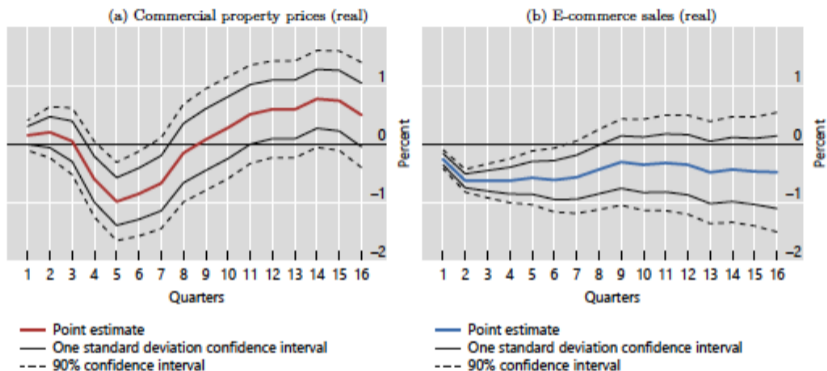 (a) Commercial property prices (real)
1
0
−1
−2
Percent
1 2 3 4 5 6 7 8 9 10 11 12 13 14 15 16
Quarters
Point estimate
One standard deviation confidence interval
90% confidence interval
(b) E-commerce sales (real)
1
0
−1
−2
Percent
1 2 3 4 5 6 7 8 9 10 11 12 13 14 15 16
Quarters
Point estimate
One standard deviation confidence interval
90% confidence interval